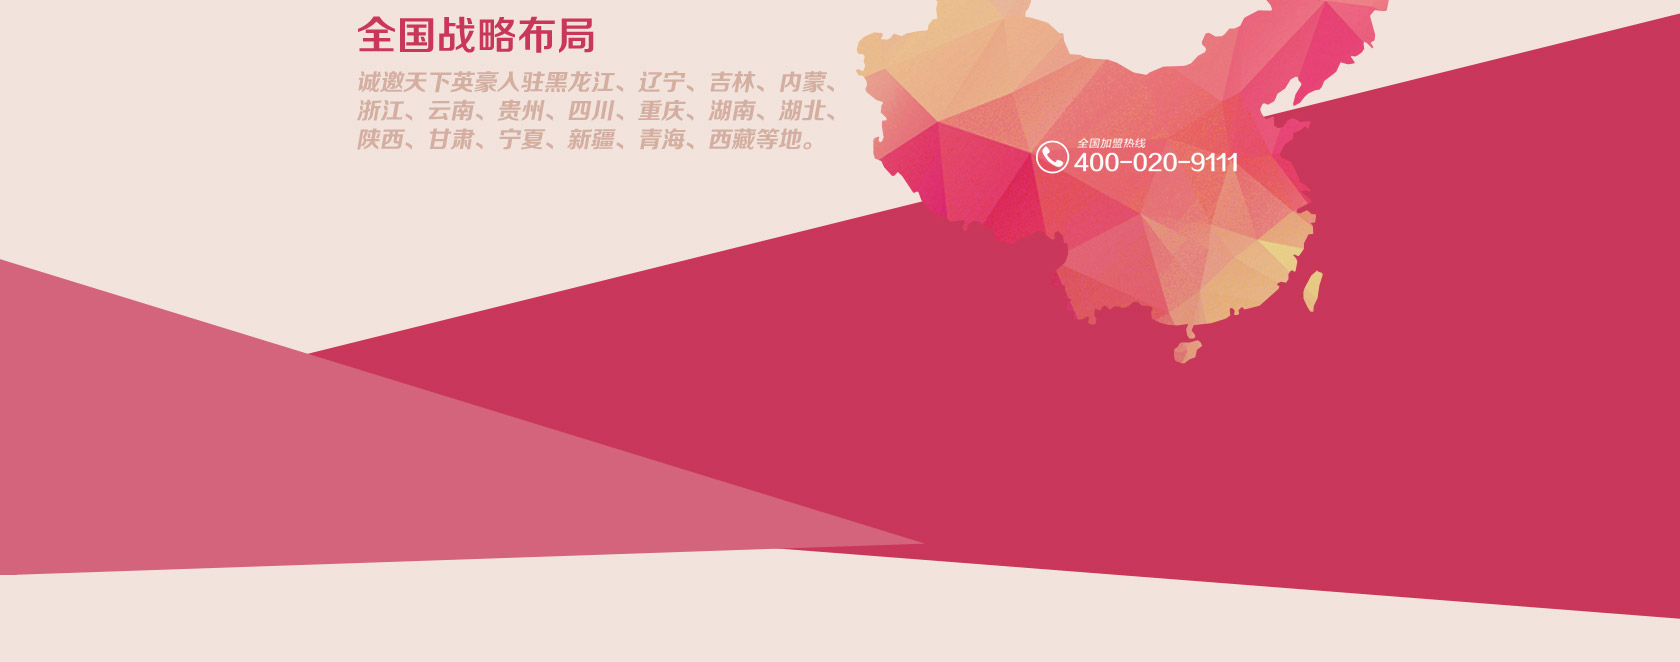 全国战略布局
诚邀天下英豪入驻黑龙江、辽宁、吉林、内蒙、
浙江、云南、贵州、四川、重庆、湖南、湖北、
陕西、甘肃、宁夏、新疆、青海、西藏等地。
全国加盟热线
400-020-9111